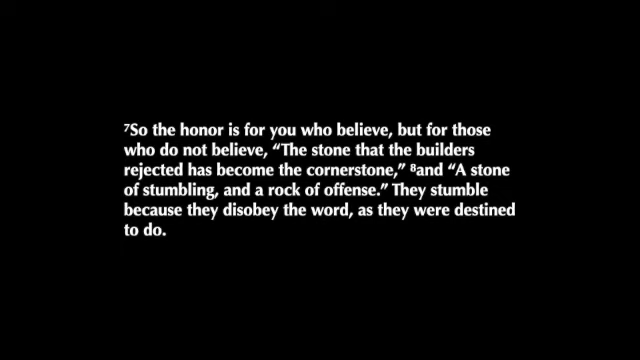 ⁷So the honor is for you who believe, but for those
who do not believe, “The stone that the builders
rejected has become the cornerstone,” ⁸and “A stone
of stumbling, and a rock of offense.” They stumble
because they disobey the word, as they were destined
to do.